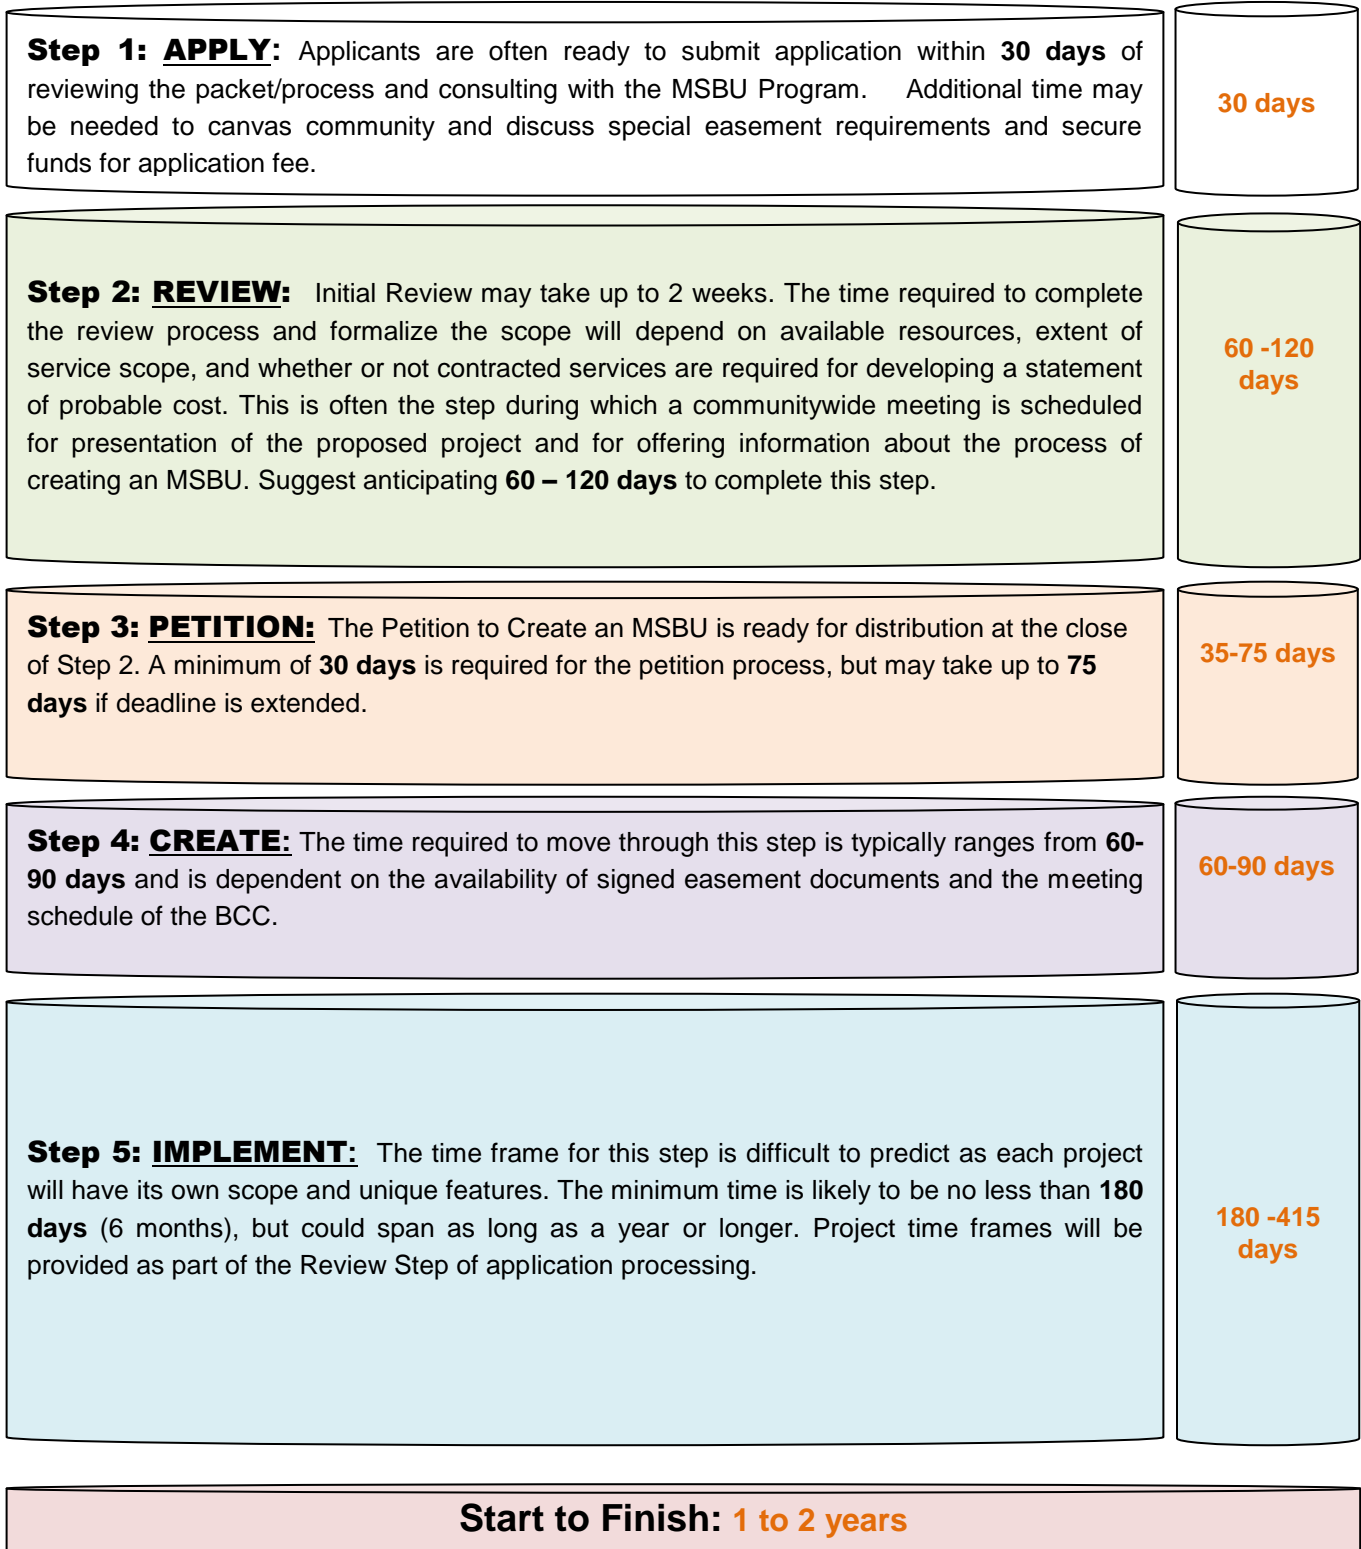 Step 1: APPLY: Applicants are often ready to submit application within 30 days of
reviewing the packet/process and consulting with the MSBU Program. Additional time may
be needed to canvas community and discuss special easement requirements and secure
funds for application fee.
30 days
Step 2: REVIEW: Initial Review may take up to 2 weeks. The time required to complete
the review process and formalize the scope will depend on available resources, extent of
service scope, and whether or not contracted services are required for developing a statement
of probable cost. This is often the step during which a communitywide meeting is scheduled
for presentation of the proposed project and for offering information about the process of
creating an MSBU. Suggest anticipating 60 – 120 days to complete this step.
60 -120
days
Step 3: PETITION: The Petition to Create an MSBU is ready for distribution at the close
of Step 2. A minimum of 30 days is required for the petition process, but may take up to 75
days if deadline is extended.
35-75 days
Step 4: CREATE: The time required to move through this step is typically ranges from 60-
90 days and is dependent on the availability of signed easement documents and the meeting
schedule of the BCC.
60-90 days
Step 5: IMPLEMENT: The time frame for this step is difficult to predict as each project
will have its own scope and unique features. The minimum time is likely to be no less than 180
days (6 months), but could span as long as a year or longer. Project time frames will be
provided as part of the Review Step of application processing.
180 -415
days
Start to Finish: 1 to 2 years